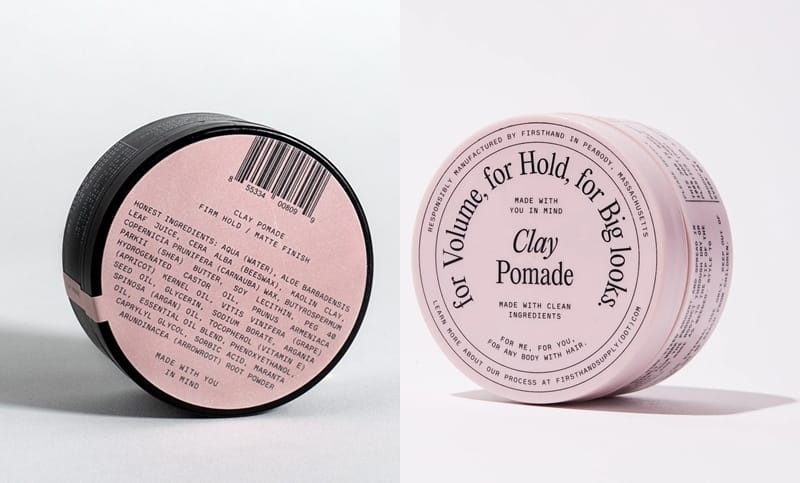 8 55334 00809 9
CLAY POMADE
FIRM HOLD / MATTE FINISH
HONEST INGREDIENTS: AQUA (WATER), ALOE BARBADENSIS
LEAF JUICE, CERA ALBA (BEESWAX), KAOLIN CLAY,
COPERNICIA PRUNIFERA (CARNAUBA) WAX, BUTYROSPERMUM
PARKII (SHEA) BUTTER, SOY LECITHIN, PEG 40
HYDROGENATED CASTOR OIL, PRUNUS ARMENIACA
(APRICOT) KERNEL OIL, VITIS VINIFERA (GRAPE)
SEED OIL, GLYCERIN, SODIUM BORATE, ARGANIA
SPINOSA (ARGAN) OIL, TOCOPHEROL (VITAMIN E)
OIL, ESSENTIAL OIL BLEND, PHENOXYETHANOL,
CAPRYLYL GLYCOL, SORBIC ACID, MARANTA
ARUNDINACEA (ARROWROOT) ROOT POWDER
MADE WITH YOU
IN MIND
RESPONSIBLY MANUFACTURED BY FIRSTHAND IN PEABODY, MASSACHUSETTS
for Volume, for Hold, for Big looks.
MADE WITH
YOU IN MIND
Clay
Pomade
MADE WITH CLEAN
INGREDIENTS
FOR ME, FOR YOU,
FOR ANY BODY WITH HAIR.
LEARN MORE ABOUT OUR PROCESS AT FIRSTHANDSUPPLY(DOT)COM